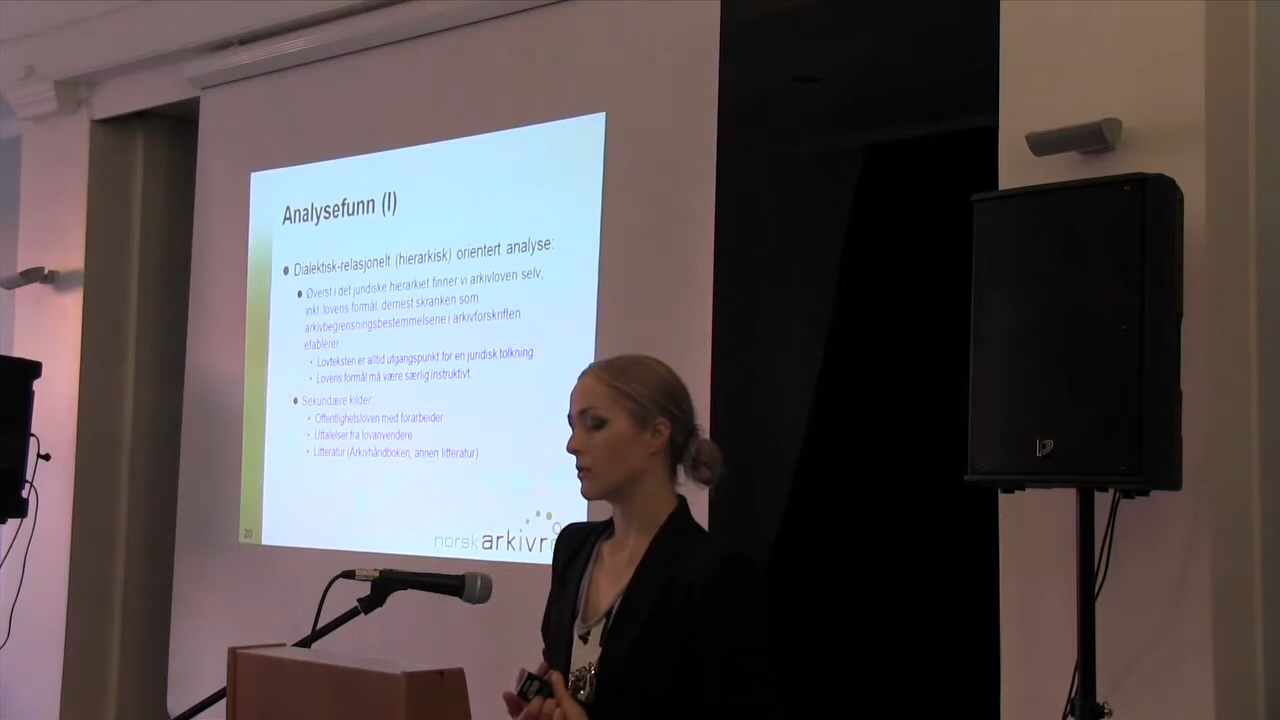 Analysefunn (I)
● Dialektisk-relasjonelt (hierarkisk) orientert analyse:
● Øverst i det juridiske hierarkiet finner vi arkivloven selv,
inkl. lovens formål, dernest skranken som
arkivbegrensningsbestemmelsene i arkivforskriften
etablerer.
• Lovteksten er alltid utgangspunkt for en juridisk tolkning.
• Lovens formål må være særlig instruktivt.
● Sekundære kilder:
• Offentlighetsloven med forarbeider
• Uttalelser fra lovanvendere
• Litteratur (Arkivhåndboken, annen litteratur)
20
norskarkivr